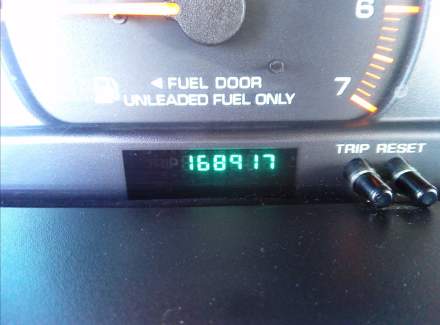 6
7
◄ FUEL DOOR
UNLEADED FUEL ONLY
TRIP RESET
168917